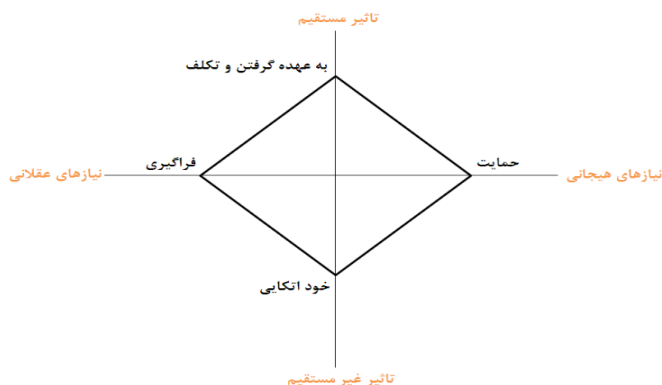 تاثیر مستقیم
به عهده گرفتن و تکلف
نیازهای هیجانی
حمایت
فراگیری
نیازهای عقلانی
خود اتکایی
تاثیر غیر مستقیم